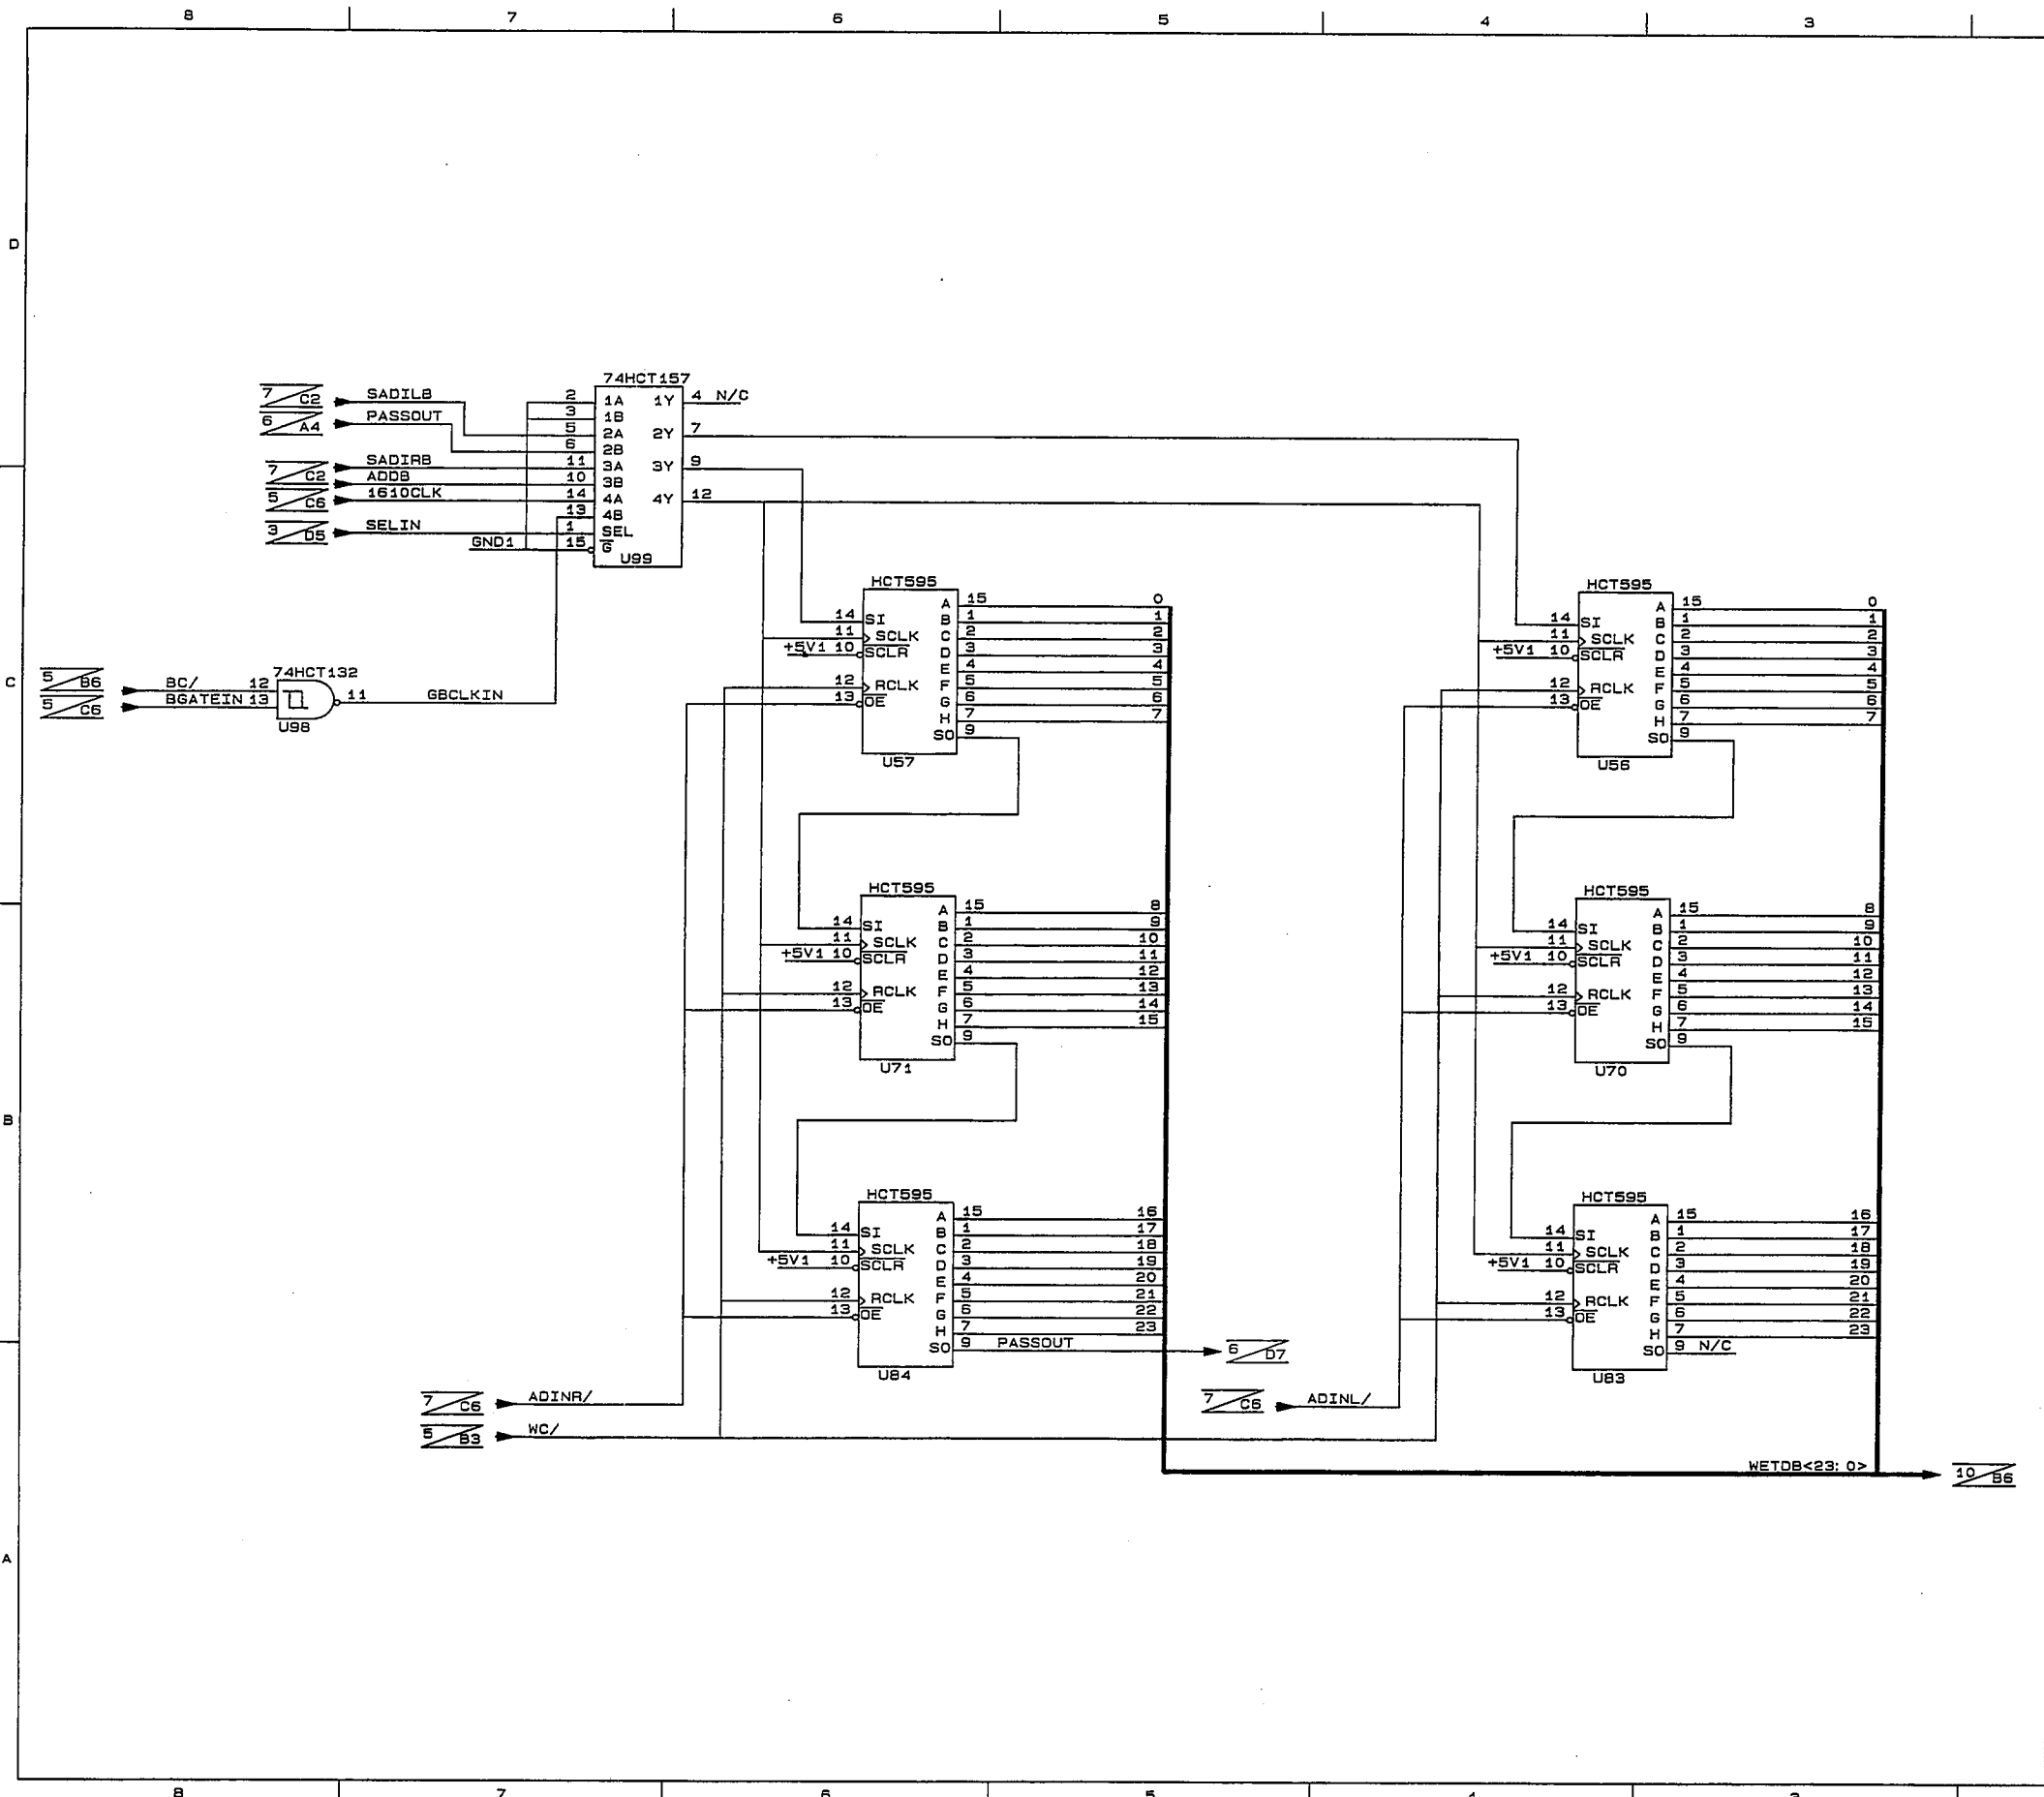 8 7 6 5 4 3
D
C
B
A
74HCT157
7 C2 SADILB
6 A4 PASSOUT
7 C2 SADIRB
ADDB
5 C6 1610CLK
3 D5 SELIN
GND1
2 1A 1Y 4 N/C
3 1B
5 2A 2Y 7
6 2B
11 3A 3Y 9
10 3B
14 4A 4Y 12
13 4B
1 SEL
15 G
U99
5 B6 BC/ 12
5 C6 BGATEIN 13
74HCT132
11 GBCLKIN
U98
HCT595
A 15 0
14 SI B 1 1
11 SCLK C 2 2
+5V1 10 SCLR D 3 3
E 4 4
12 RCLK F 5 5
13 OE G 6 6
H 7 7
SO 9
U57
HCT595
A 15 0
14 SI B 1 1
11 SCLK C 2 2
+5V1 10 SCLR D 3 3
E 4 4
12 RCLK F 5 5
13 OE G 6 6
H 7 7
SO 9
U56
HCT595
A 15 8
14 SI B 1 9
11 SCLK C 2 10
+5V1 10 SCLR D 3 11
E 4 12
12 RCLK F 5 13
13 OE G 6 14
H 7 15
SO 9
U71
HCT595
A 15 8
14 SI B 1 9
11 SCLK C 2 10
+5V1 10 SCLR D 3 11
E 4 12
12 RCLK F 5 13
13 OE G 6 14
H 7 15
SO 9
U70
HCT595
A 15 16
14 SI B 1 17
11 SCLK C 2 18
+5V1 10 SCLR D 3 19
E 4 20
12 RCLK F 5 21
13 OE G 6 22
H 7 23
SO 9 PASSOUT 6 D7
U84
HCT595
A 15 16
14 SI B 1 17
11 SCLK C 2 18
+5V1 10 SCLR D 3 19
E 4 20
12 RCLK F 5 21
13 OE G 6 22
H 7 23
SO 9 N/C
U83
7 C6 ADINR/
5 B3 WC/
7 C6 ADINL/
WETDB<23:0> 10 B6
8 7 6 5